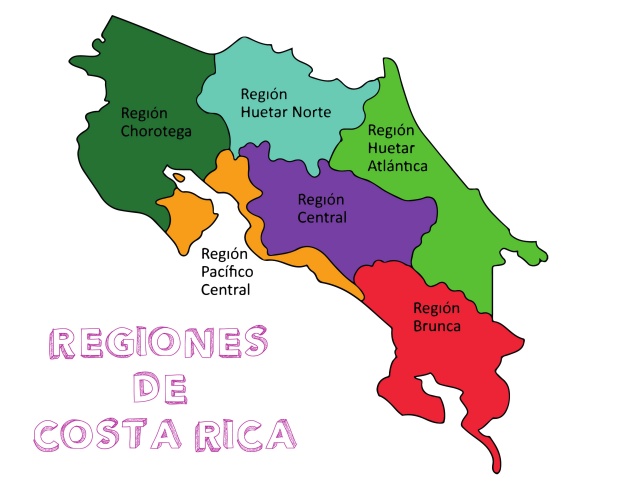 Región
Chorotega
Región
Huetar Norte
Región
Huetar
Atlántica
Región
Central
Región
Pacífico
Central
Región
Brunca
REGIONES
DE
COSTA RICA